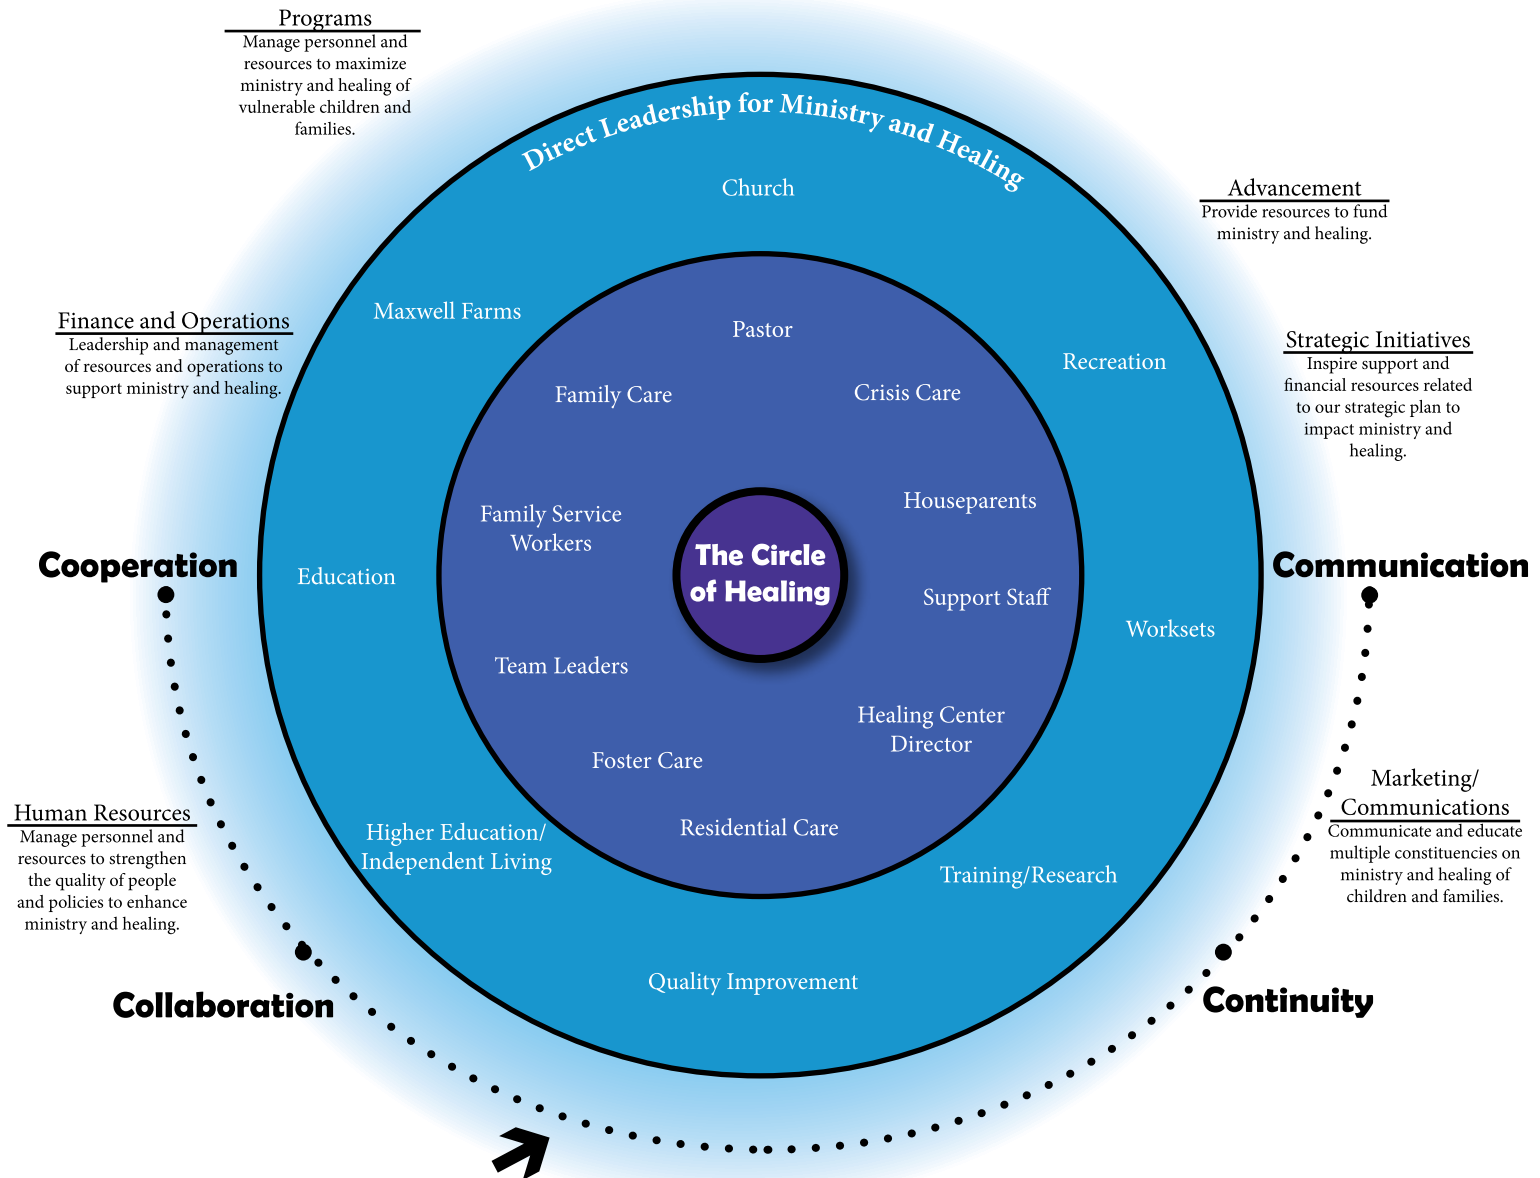 Programs
Manage personnel and
resources to maximize
ministry and healing of
vulnerable children and
families.
Direct Leadership for Ministry and Healing
Church
Advancement
Provide resources to fund
ministry and healing.
Maxwell Farms
Finance and Operations
Leadership and management
of resources and operations to
support ministry and healing.
Pastor
Recreation
Strategic Initiatives
Inspire support and
financial resources related
to our strategic plan to
impact ministry and
healing.
Family Care
Crisis Care
Houseparents
Family Service
Workers
The Circle
of Healing
Cooperation
Education
Support Staff
Communication
Worksets
Team Leaders
Healing Center
Director
Foster Care
Marketing/
Communications
Communicate and educate
multiple constituencies on
ministry and healing of
children and families.
Human Resources
Manage personnel and
resources to strengthen
the quality of people
and policies to enhance
ministry and healing.
Residential Care
Higher Education/
Independent Living
Training/Research
Quality Improvement
Collaboration
Continuity